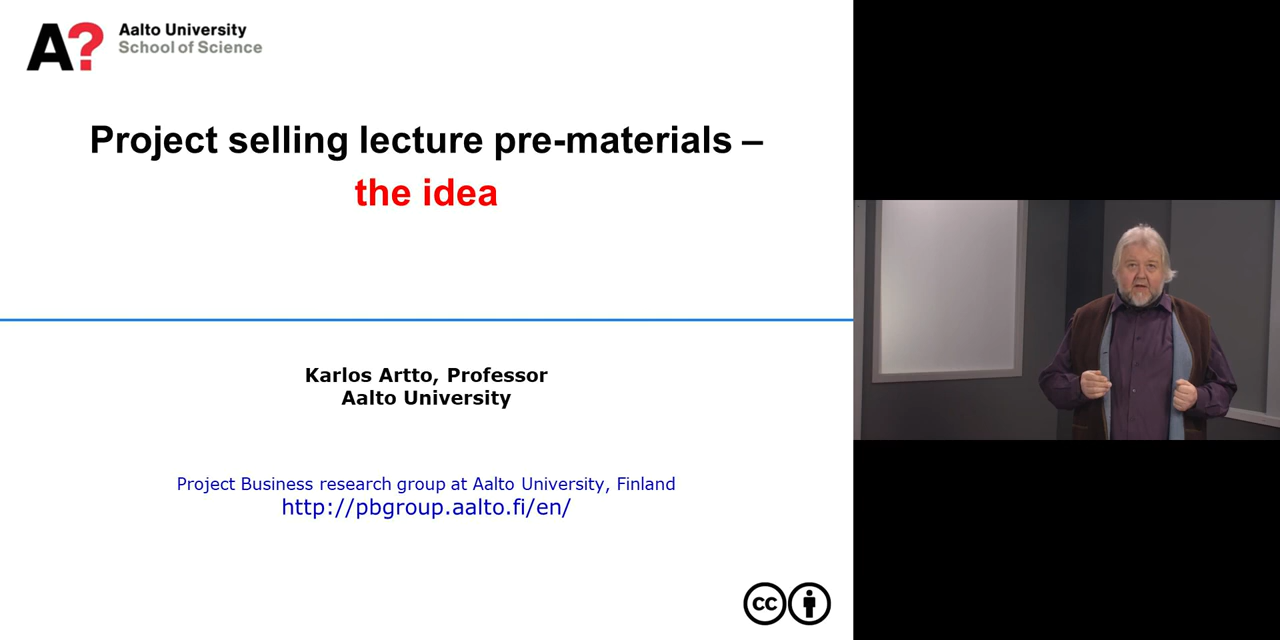 A?
Aalto University
School of Science
Project selling lecture pre-materials –
the idea
Karlos Artto, Professor
Aalto University
Project Business research group at Aalto University, Finland
http://pbgroup.aalto.fi/en/
cc